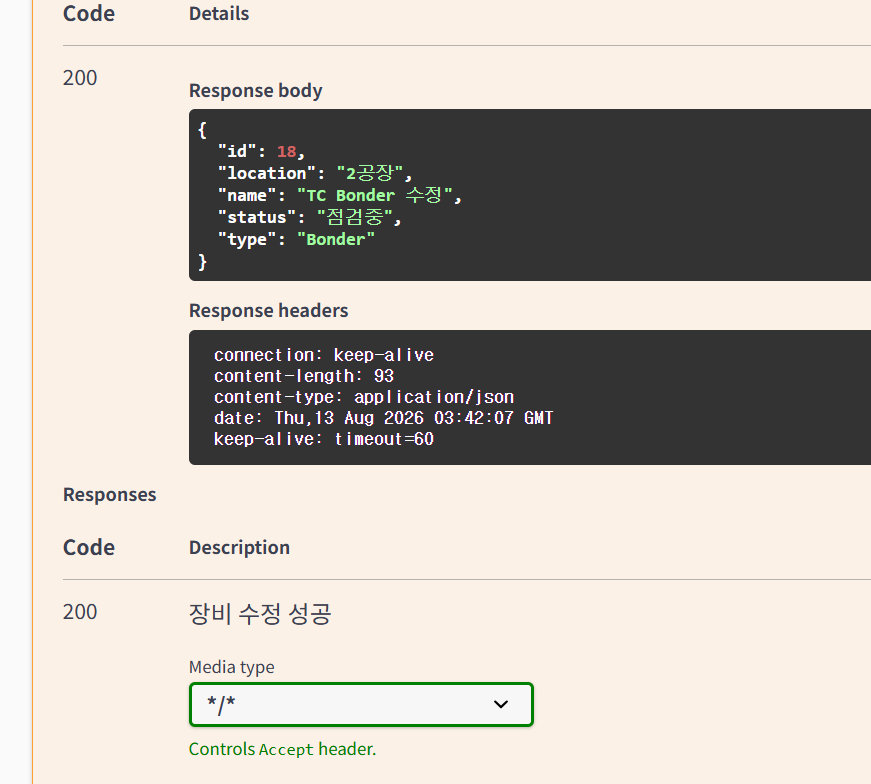 Code Details
200
Response body
{
  "id": 18,
  "location": "2공장",
  "name": "TC Bonder 수정",
  "status": "점검중",
  "type": "Bonder"
}
Response headers
connection: keep-alive
content-length: 93
content-type: application/json
date: Thu,13 Aug 2026 03:42:07 GMT
keep-alive: timeout=60
Responses
Code Description
200 장비 수정 성공
Media type
*/*
Controls Accept header.